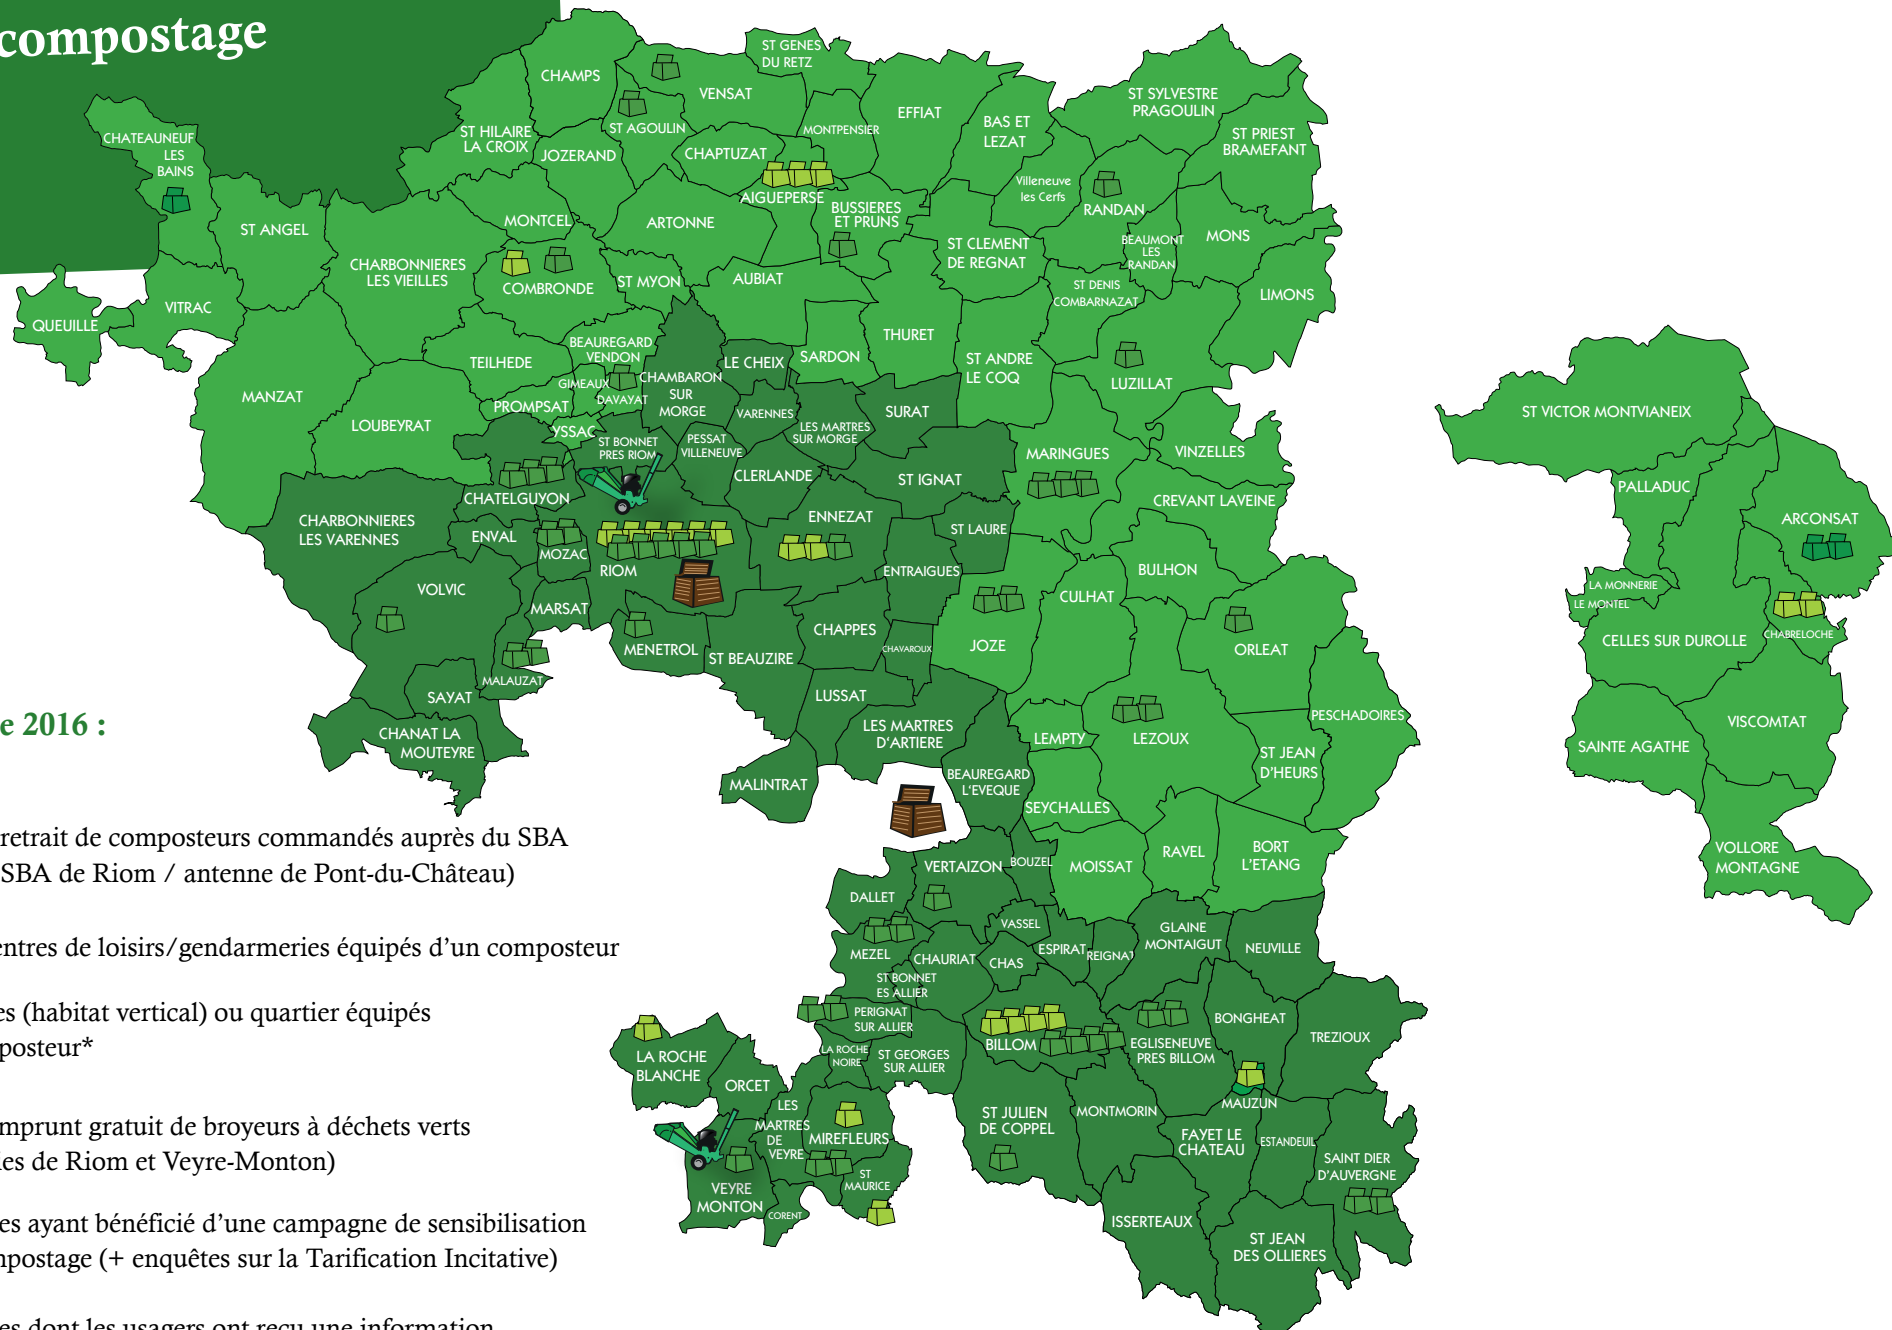 compostage
CHAMPS
ST GENES
DU RETZ
VENSAT
EFFIAT
BAS ET
LEZAT
ST SYLVESTRE
PRAGOULIN
ST PRIEST
BRAMEFANT
CHATEAUNEUF
LES
BAINS
ST HILAIRE
LA CROIX
JOZERAND
ST AGOULIN
CHAPTUZAT
MONTPENSIER
AIGUEPERSE
BUSSIERES
ET PRUNS
Villeneuve
les Cerfs
RANDAN
BEAUMONT
LES
RANDAN
MONS
ST ANGEL
MONTCEL
ARTONNE
ST CLEMENT
DE REGNAT
CHARBONNIERES
LES VIEILLES
COMBRONDE
ST MYON
AUBIAT
ST DENIS
COMBARNAZAT
LIMONS
QUEUILLE
VITRAC
TEILHEDE
BEAUREGARD
VENDON
LE CHEIX
SARDON
THURET
ST ANDRE
LE COQ
LUZILLAT
MANZAT
LOUBEYRAT
PROMPSAT
GIMEAUX
DAVAYAT
CHAMBARON
SUR
MORGE
VARENNES
LES MARTRES
SUR MORGE
SURAT
YSSAC
ST BONNET
PRES RIOM
PESSAT
VILLENEUVE
CLERLANDE
ST IGNAT
MARINGUES
VINZELLES
CREVANT LAVEINE
ST VICTOR MONTVIANEIX
PALLADUC
ARCONSAT
CHARBONNIERES
LES VARENNES
CHATELGUYON
ENVAL
MOZAC
RIOM
ENNEZAT
ST LAURE
ENTRAIGUES
BULHON
CULHAT
VOLVIC
MARSAT
MENETROL
ST BEAUZIRE
CHAPPES
CHAVAROUX
JOZE
ORLEAT
LA MONNERIE
LE MONTEL
CELLES SUR DUROLLE
CHABRELOCHE
SAYAT
MALAUZAT
CHANAT LA
MOUTEYRE
LUSSAT
LES MARTRES
D'ARTIERE
MALINTRAT
BEAUREGARD
L'EVEQUE
LEMPTY
LEZOUX
PESCHADOIRES
ST JEAN
D'HEURS
SEYCHALLES
SAINTE AGATHE
VISCOMTAT
VOLLORE
MONTAGNE
VERTAIZON
BOUZEL
MOISSAT
RAVEL
BORT
L'ETANG
DALLET
MEZEL
VASSEL
CHAURIAT
CHAS
ESPIRAT
REIGNAT
GLAINE
MONTAIGUT
NEUVILLE
ST BONNET
ES ALLIER
PERIGNAT
SUR ALLIER
LA ROCHE
NOIRE
ST GEORGES
SUR ALLIER
BILLOM
EGLISENEUVE
PRES BILLOM
BONGHEAT
TREZIOUX
MAUZUN
LA ROCHE
BLANCHE
ORCET
LES
MARTRES
DE
VEYRE
MIREFLEURS
ST
MAURICE
VEYRE
MONTON
CORENT
ST JULIEN
DE COPPEL
MONTMORIN
FAYET LE
CHATEAU
ESTANDEUIL
SAINT DIER
D'AUVERGNE
ISSERTEAUX
ST JEAN
DES OLLIERES
e 2016 :
retrait de composteurs commandés auprès du SBA
SBA de Riom / antenne de Pont-du-Château)
entres de loisirs/gendarmeries équipés d'un composteur
es (habitat vertical) ou quartier équipés
posteur*
mprunt gratuit de broyeurs à déchets verts
ies de Riom et Veyre-Monton)
es ayant bénéficié d'une campagne de sensibilisation
mpostage (+ enquêtes sur la Tarification Incitative)
es dont les usagers ont reçu une information